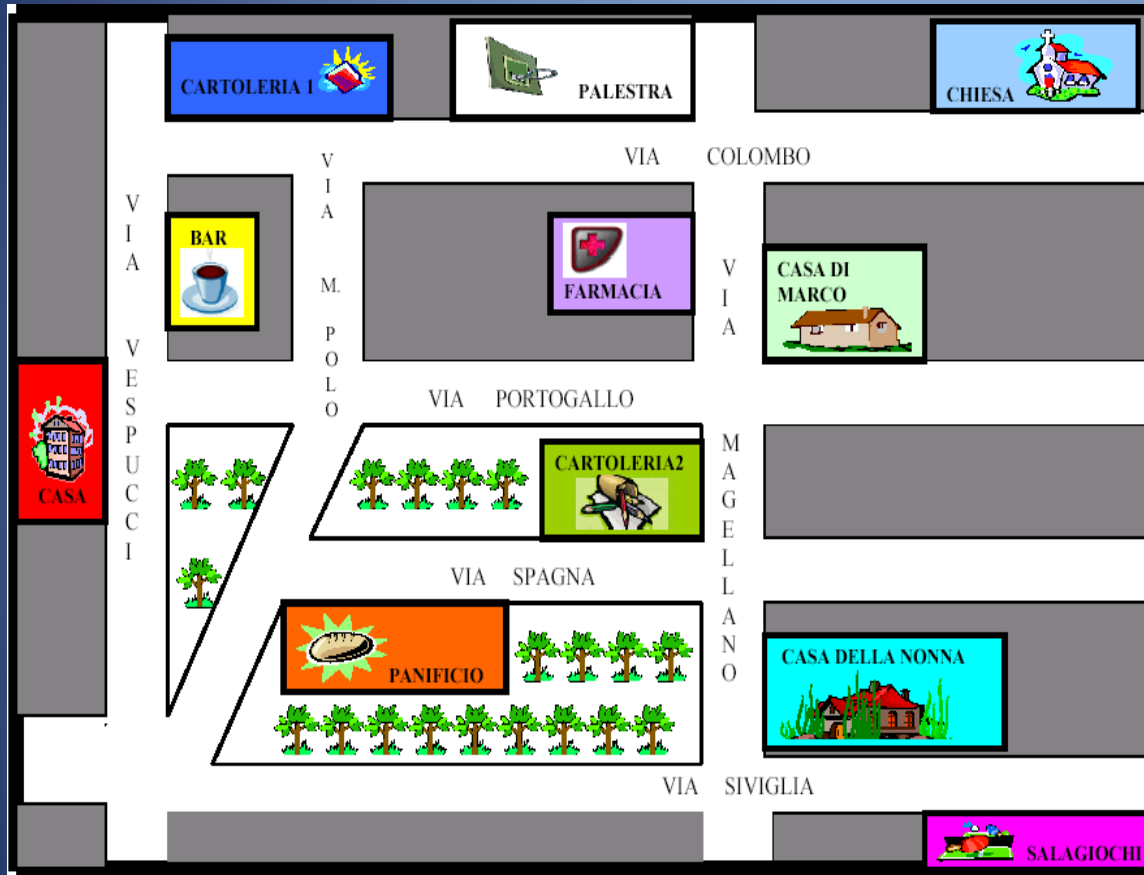 CARTOLERIA 1
PALESTRA
CHIESA
VIA COLOMBO
VIA VESPUCCI
VIA M. POLO
BAR
FARMACIA
VIA MAGELLANO
CASA DI
MARCO
CASA
VIA PORTOGALLO
CARTOLERIA2
VIA SPAGNA
PANIFICIO
CASA DELLA NONNA
VIA SIVIGLIA
SALAGIOCHI